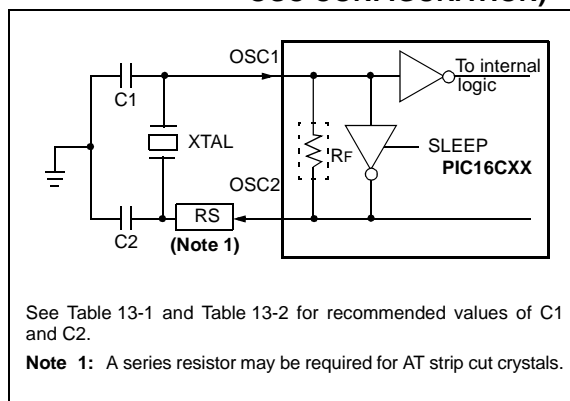 OSC1
To internal
logic
C1
XTAL
RF
SLEEP
PIC16CXX
OSC2
RS
C2
(Note 1)
See Table 13-1 and Table 13-2 for recommended values of C1
and C2.
Note 1: A series resistor may be required for AT strip cut crystals.